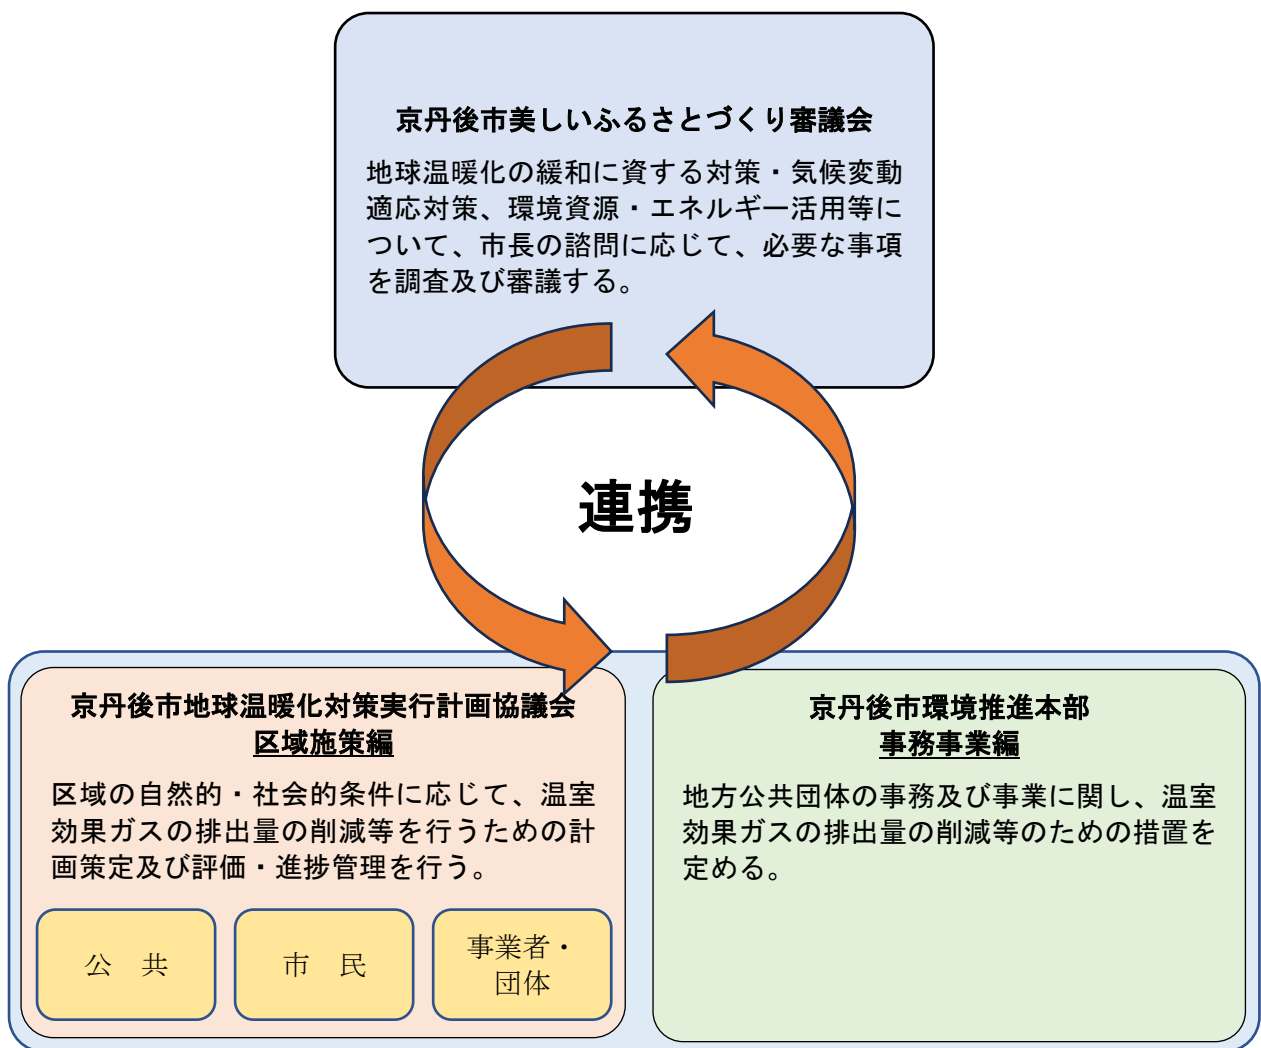 京丹後市美しいふるさとづくり審議会
地球温暖化の緩和に資する対策・気候変動
適応対策、環境資源・エネルギー活用等に
ついて、市長の諮問に応じて、必要な事項
を調査及び審議する。
連携
京丹後市地球温暖化対策実行計画協議会
区域施策編
区域の自然的・社会的条件に応じて、温室
効果ガスの排出量の削減等を行うための計
画策定及び評価・進捗管理を行う。
公　共
市　民
事業者・
団体
京丹後市環境推進本部
事務事業編
地方公共団体の事務及び事業に関し、温室
効果ガスの排出量の削減等のための措置を
定める。